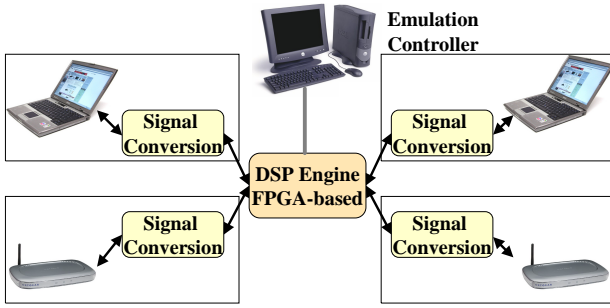 Emulation
Controller
Signal
Conversion
Signal
Conversion
DSP Engine
FPGA-based
Signal
Conversion
Signal
Conversion